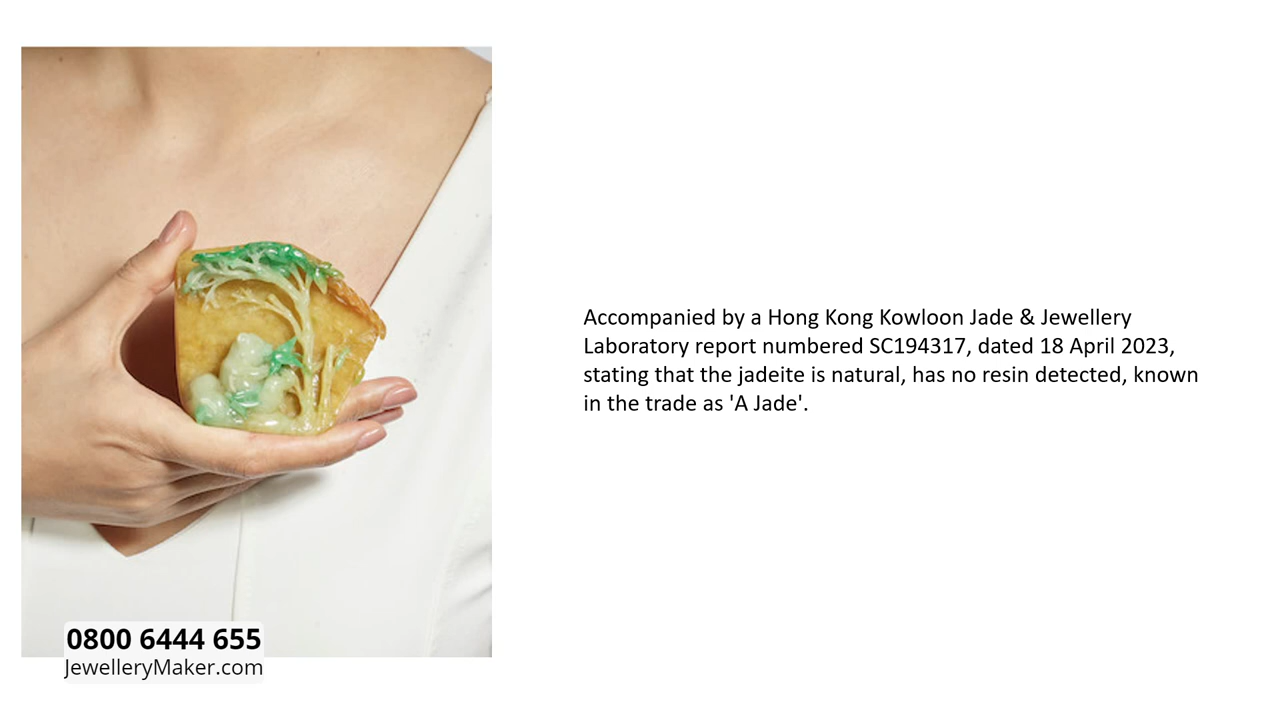 Accompanied by a Hong Kong Kowloon Jade & Jewellery
Laboratory report numbered SC194317, dated 18 April 2023,
stating that the jadeite is natural, has no resin detected, known
in the trade as 'A Jade'.
0800 6444 655
JewelleryMaker.com